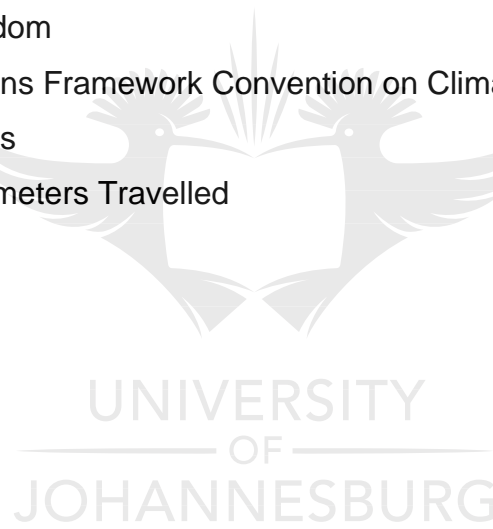 dom
ns Framework Convention on Clima
s
meters Travelled
UNIVERSITY
OF
JOHANNESBURG